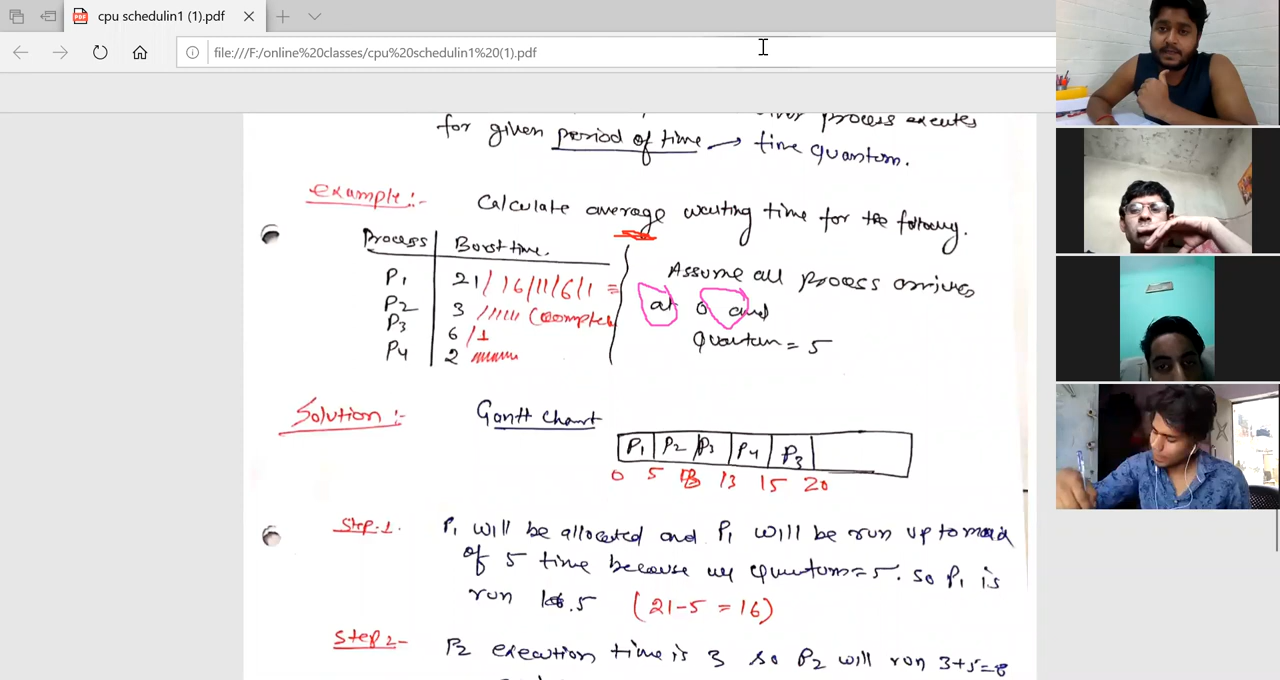 cpu schedulin1 (1).pdf
file:///F:/online%20classes/cpu%20schedulin1%20(1).pdf
process executes
for given period of time → time quantum.
example:- Calculate average waiting time for the following.
Process Burst time.
P1 21/16/11/6/1 =
P2 3 (complete
P3 6/1
P4 2
Assume all process arrives
at 0 and
Quantum = 5
Solution:- Gantt Chart
P1 P2 P3 P4 P3
0 5 8 13 15 20
Step-1. P1 will be allocated and P1 will be run up to
of 5 time because quantum=5. so P1 is
run 5 (21-5 = 16)
Step2- P2 execution time is 3 so P2 will run 3+5=8